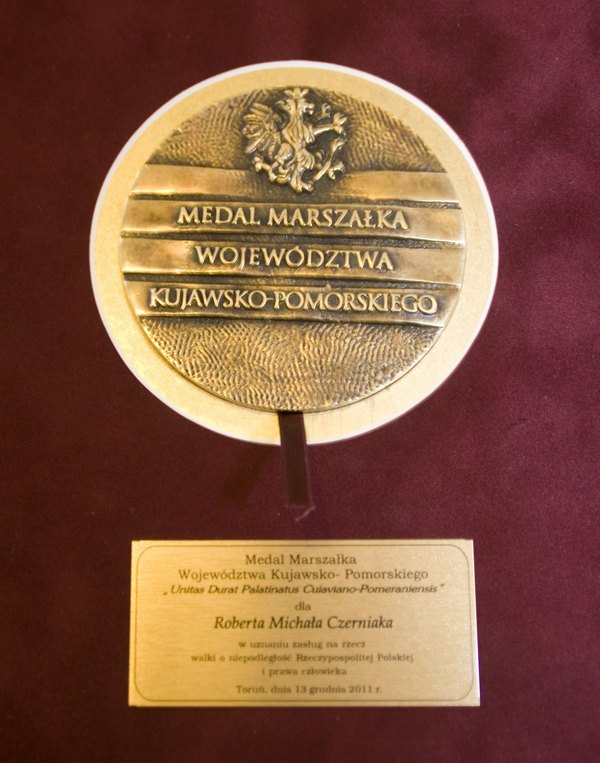 MEDAL MARSZAŁKA
WOJEWÓDZTWA
KUJAWSKO-POMORSKIEGO
Medal Marszałka
Województwa Kujawsko- Pomorskiego
„Unitas Durat Palatinatus Cuiaviano-Pomeraniensis"
dla
Roberta Michała Czerniaka
w uznaniu zasług na rzecz
walki o niepodległość Rzeczypospolitej Polskiej
i prawa człowieka
Toruń, dnia 13 grudnia 2011 r.